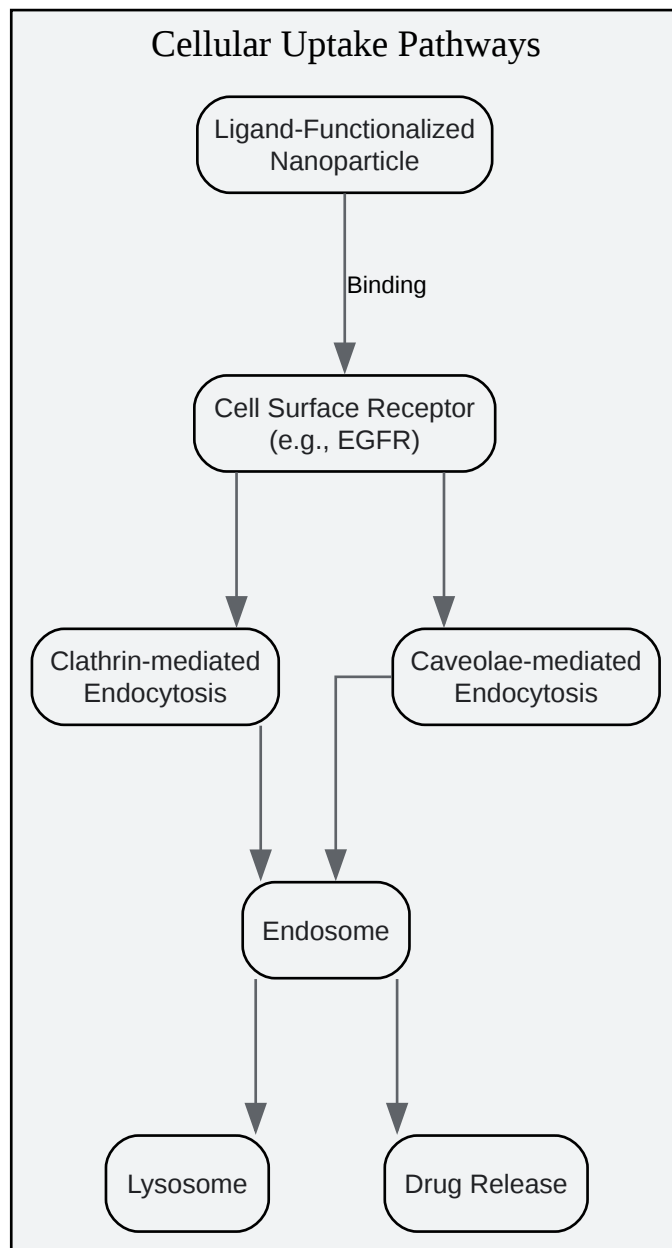 Cellular Uptake Pathways
Ligand-Functionalized
Nanoparticle
Binding
Cell Surface Receptor
(e.g., EGFR)
Clathrin-mediated
Endocytosis
Caveolae-mediated
Endocytosis
Endosome
Lysosome
Drug Release